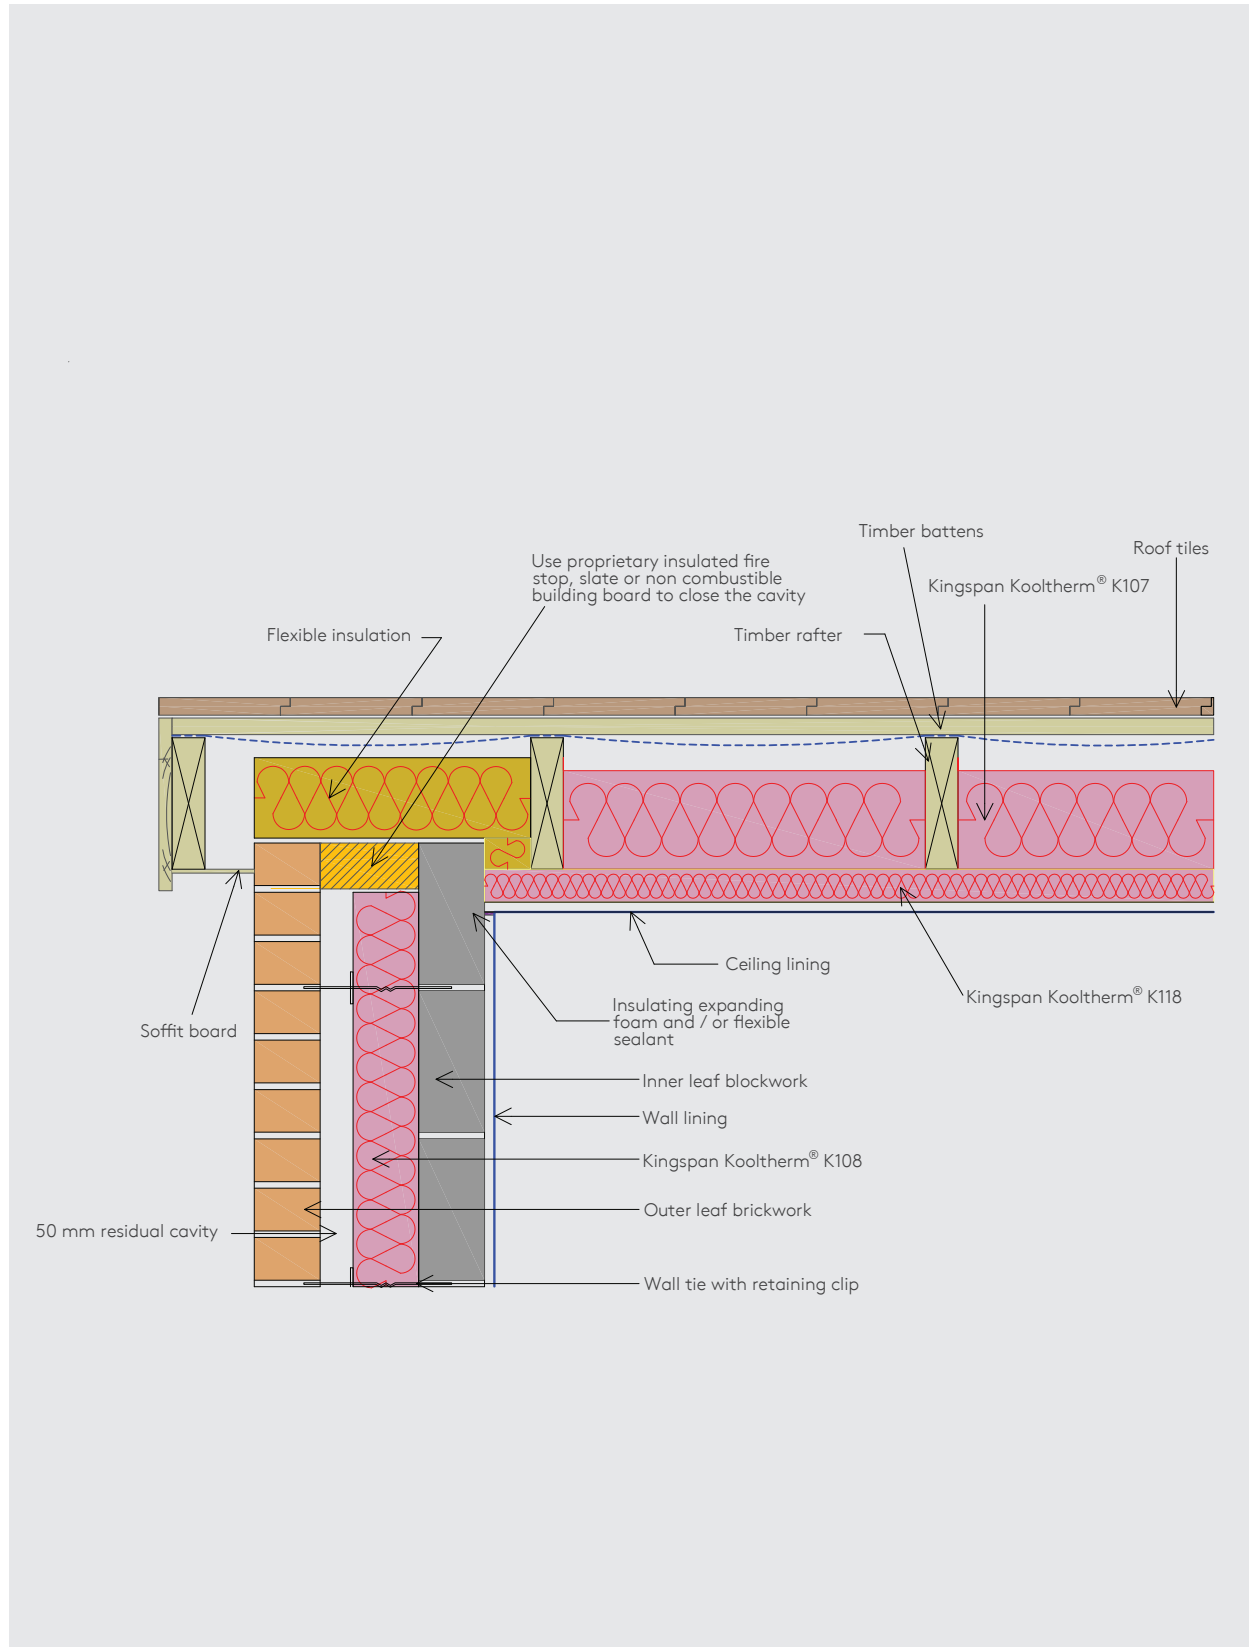 Timber battens
Roof tiles
Use proprietary insulated fire
stop, slate or non combustible
building board to close the cavity
Kingspan Kooltherm® K107
Flexible insulation
Timber rafter
Ceiling lining
Kingspan Kooltherm® K118
Insulating expanding
foam and / or flexible
sealant
Soffit board
Inner leaf blockwork
Wall lining
Kingspan Kooltherm® K108
Outer leaf brickwork
50 mm residual cavity
Wall tie with retaining clip